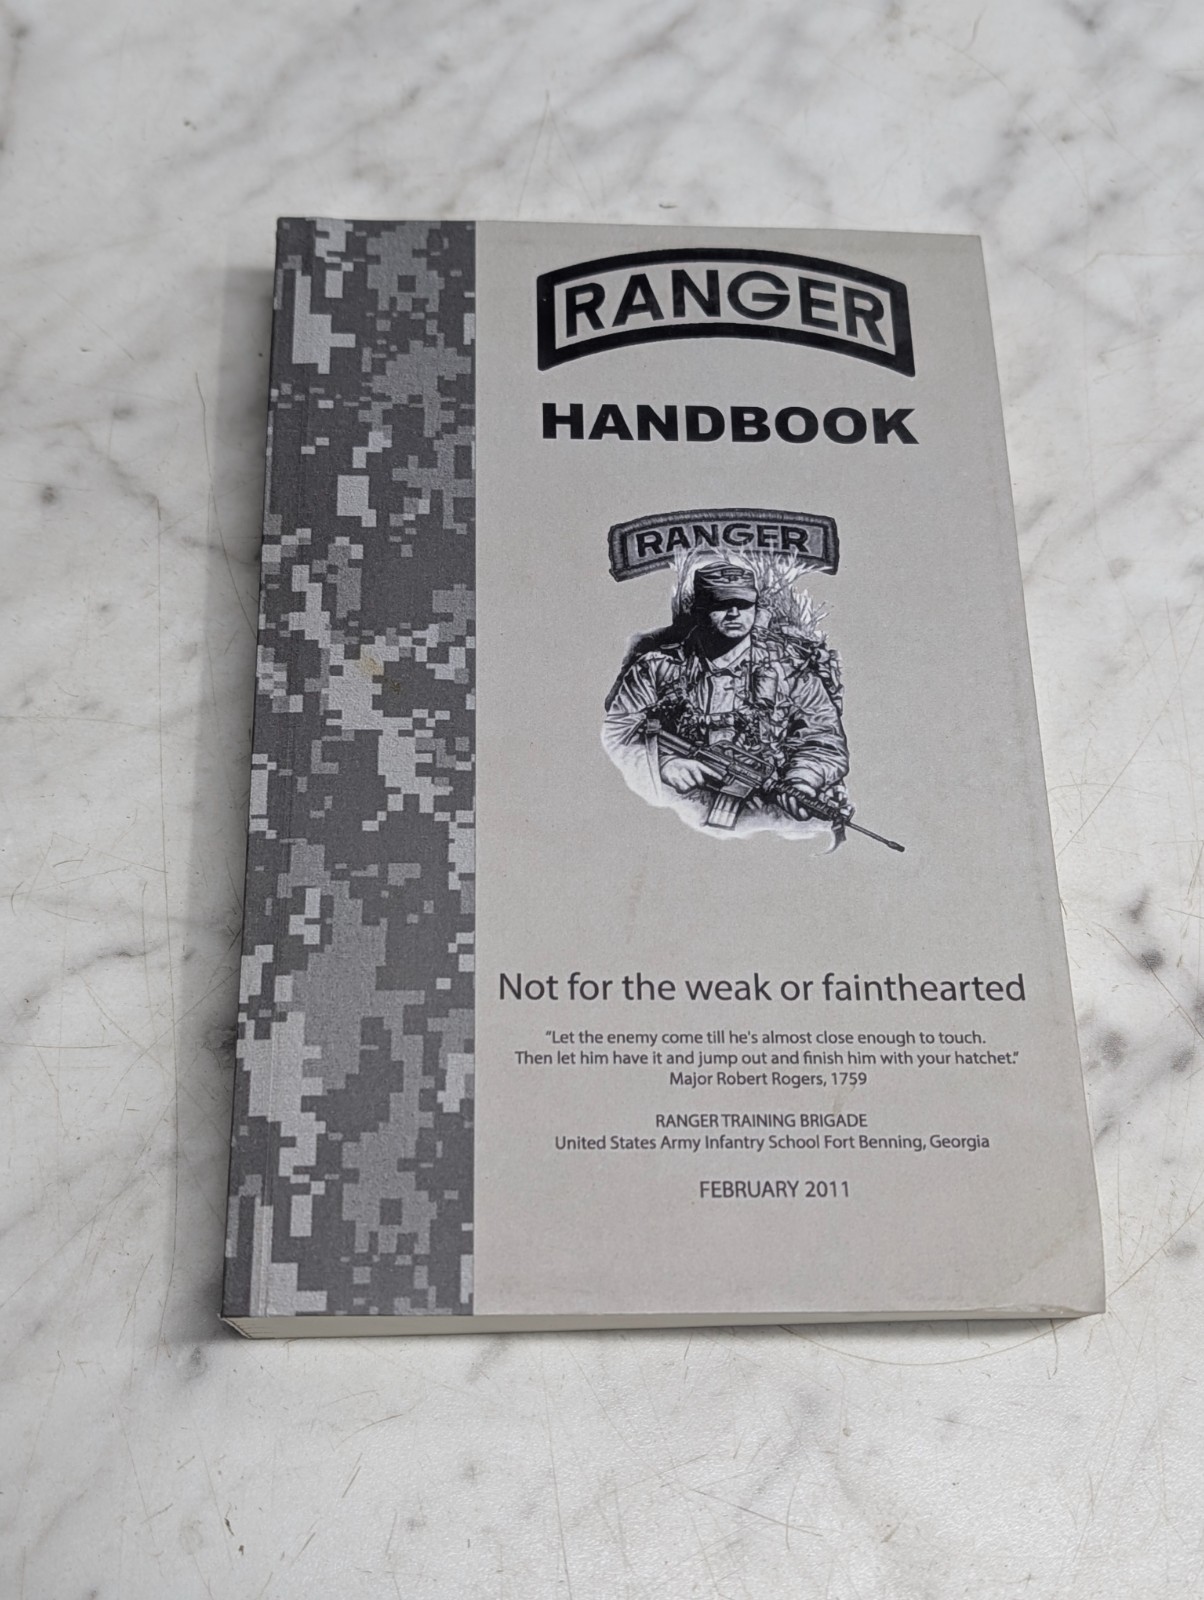 RANGER
HANDBOOK
RANGER
Not for the weak or fainthearted
"Let the enemy come till he's almost close enough to touch.
Then let him have it and jump out and finish him with your hatchet."
Major Robert Rogers, 1759
RANGER TRAINING BRIGADE
United States Army Infantry School Fort Benning, Georgia
FEBRUARY 2011